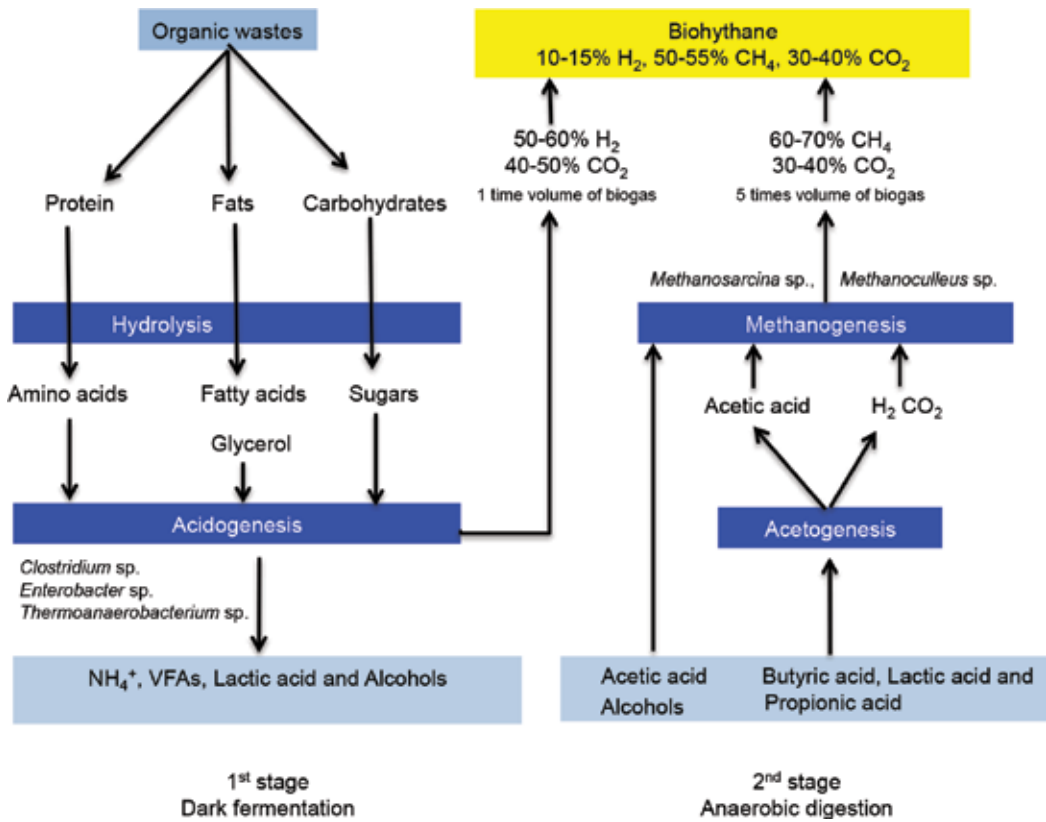 Organic wastes
Protein
Fats
Carbohydrates
Hydrolysis
Amino acids
Fatty acids
Sugars
Glycerol
Acidogenesis
Clostridium sp.
Enterobacter sp.
Thermoanaerobacterium sp.
NH₄⁺, VFAs, Lactic acid and Alcohols
1st stage
Dark fermentation
Biohythane
10-15% H₂, 50-55% CH₄, 30-40% CO₂
50-60% H₂
40-50% CO₂
1 time volume of biogas
60-70% CH₄
30-40% CO₂
5 times volume of biogas
Methanosarcina sp.,
Methanoculleus sp.
Methanogenesis
Acetic acid
H₂ CO₂
Acetogenesis
Acetic acid
Alcohols
Butyric acid, Lactic acid and
Propionic acid
2nd stage
Anaerobic digestion